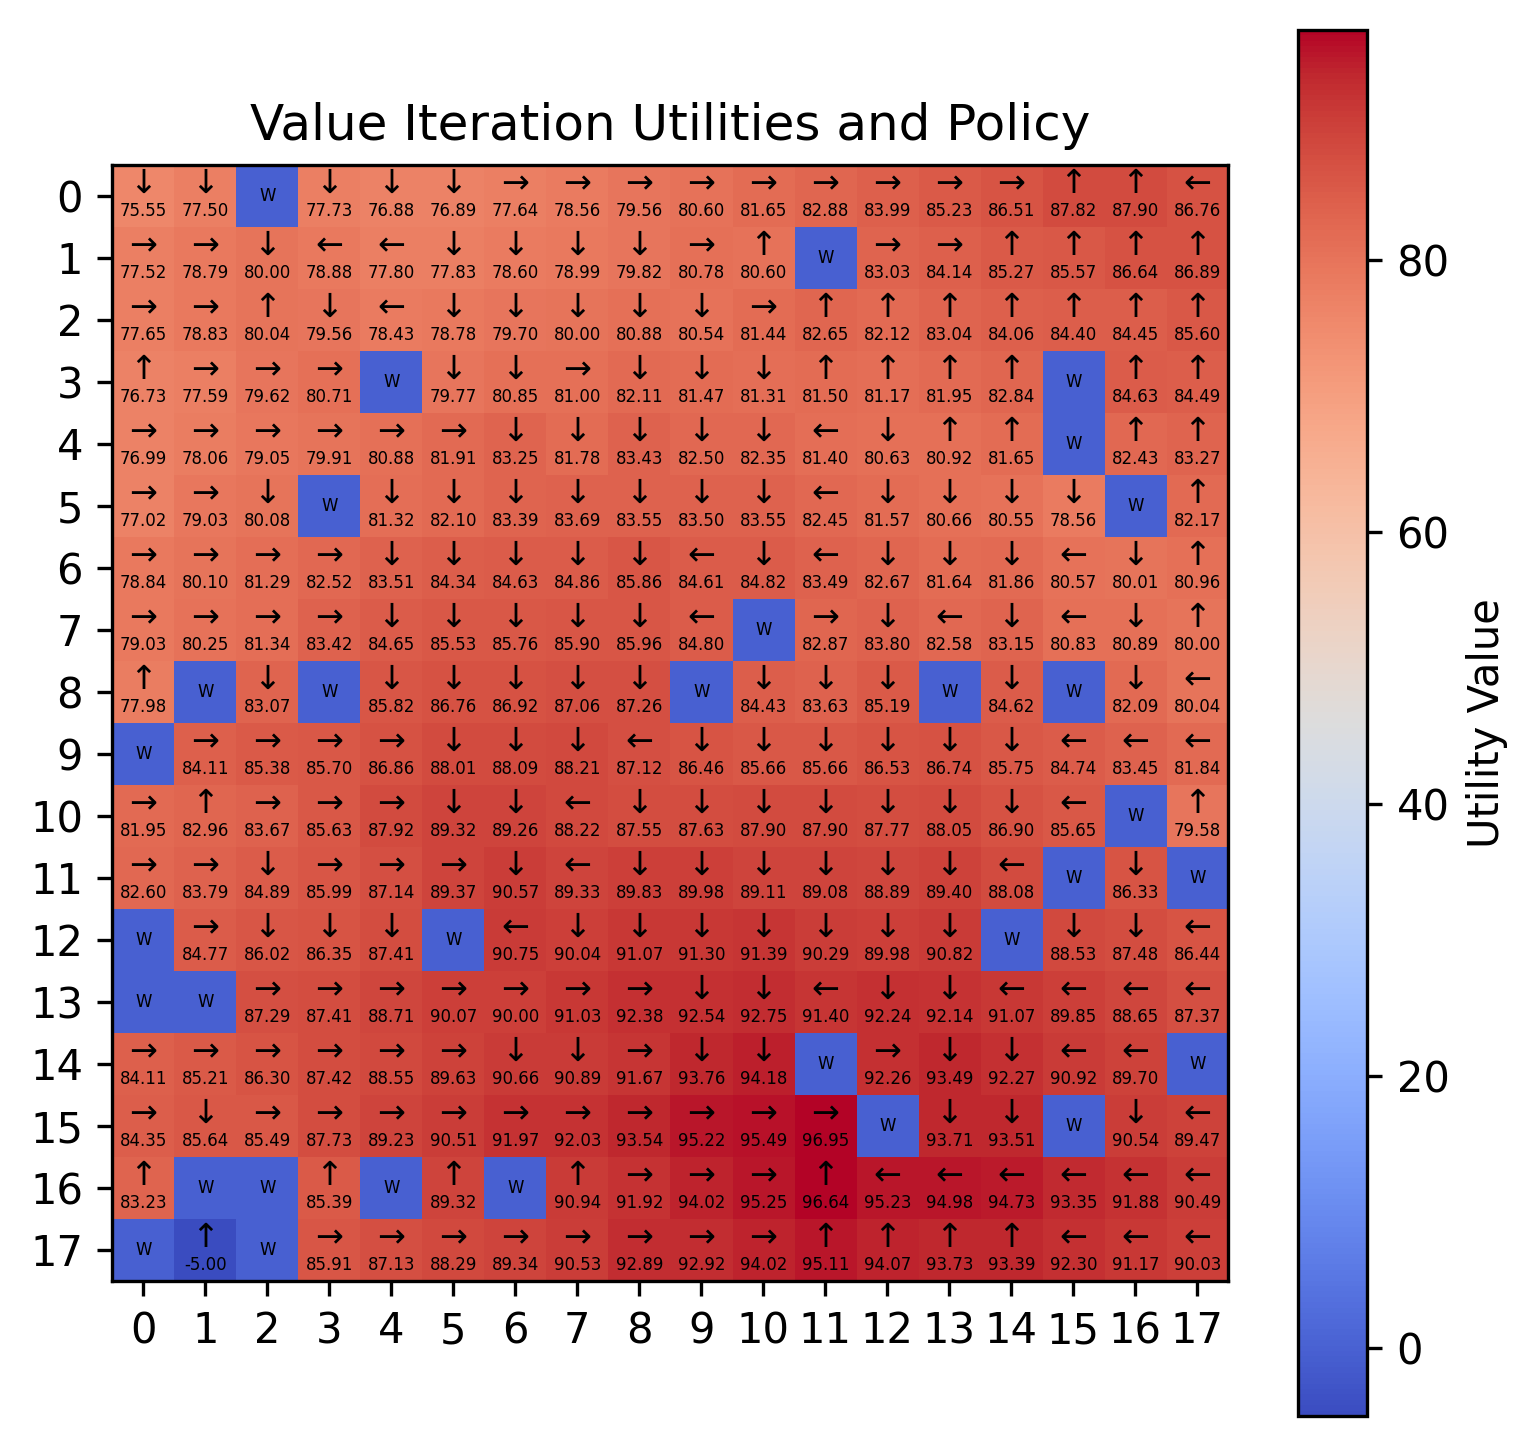 Value Iteration Utilities and Policy
0 ↓ ↓ W ↓ ↓ ↓ → → → → → → → → → ↑ ↑ ←
75.55 77.50 77.73 76.88 76.89 77.64 78.56 79.56 80.60 81.65 82.88 83.99 85.23 86.51 87.82 87.90 86.76
1 → → ↓ ← ← ↓ ↓ ↓ ↓ → ↑ W → → ↑ ↑ ↑ ↑
77.52 78.79 80.00 78.88 77.80 77.83 78.60 78.99 79.82 80.78 80.60 83.03 84.14 85.27 85.57 86.64 86.89
2 → → ↑ ↓ ← ↓ ↓ ↓ ↓ ↓ → ↑ ↑ ↑ ↑ ↑ ↑ ↑
77.65 78.83 80.04 79.56 78.43 78.78 79.70 80.00 80.88 80.54 81.44 82.65 82.12 83.04 84.06 84.40 84.45 85.60
3 ↑ → → → W ↓ ↓ → ↓ ↓ ↓ ↑ ↑ ↑ ↑ W ↑ ↑
76.73 77.59 79.62 80.71 79.77 80.85 81.00 82.11 81.47 81.31 81.50 81.17 81.95 82.84 84.63 84.49
4 → → → → → → ↓ ↓ ↓ ↓ ↓ ← ↓ ↑ ↑ W ↑ ↑
76.99 78.06 79.05 79.91 80.88 81.91 83.25 81.78 83.43 82.50 82.35 81.40 80.63 80.92 81.65 82.43 83.27
5 → → ↓ W ↓ ↓ ↓ ↓ ↓ ↓ ↓ ← ↓ ↓ ↓ ↓ W ↑
77.02 79.03 80.08 81.32 82.10 83.39 83.69 83.55 83.50 83.55 82.45 81.57 80.66 80.55 78.56 82.17
6 → → → → ↓ ↓ ↓ ↓ ↓ ← ↓ ← ↓ ↓ ↓ ← ↓ ↑
78.84 80.10 81.29 82.52 83.51 84.34 84.63 84.86 85.86 84.61 84.82 83.49 82.67 81.64 81.86 80.57 80.01 80.96
7 → → → → ↓ ↓ ↓ ↓ ↓ ← W → ↓ ← ↓ ← ↓ ↑
79.03 80.25 81.34 83.42 84.65 85.53 85.76 85.90 85.96 84.80 82.87 83.80 82.58 83.15 80.83 80.89 80.00
8 ↑ W ↓ W ↓ ↓ ↓ ↓ ↓ W ↓ ↓ ↓ W ↓ W ↓ ←
77.98 83.07 85.82 86.76 86.92 87.06 87.26 84.43 83.63 85.19 84.62 82.09 80.04
9 W → → → → ↓ ↓ ↓ ← ↓ ↓ ↓ ↓ ↓ ↓ ← ← ←
84.11 85.38 85.70 86.86 88.01 88.09 88.21 87.12 86.46 85.66 85.66 86.53 86.74 85.75 84.74 83.45 81.84
10 → ↑ → → → ↓ ↓ ← ↓ ↓ ↓ ↓ ↓ ↓ ↓ ← W ↑
81.95 82.96 83.67 85.63 87.92 89.32 89.26 88.22 87.55 87.63 87.90 87.90 87.77 88.05 86.90 85.65 79.58
11 → → ↓ → → → ↓ ← ↓ ↓ ↓ ↓ ↓ ↓ ← W ↓ W
82.60 83.79 84.89 85.99 87.14 89.37 90.57 89.33 89.83 89.98 89.11 89.08 88.89 89.40 88.08 86.33
12 W → ↓ ↓ ↓ W ← ↓ ↓ ↓ ↓ ↓ ↓ ↓ W ↓ ↓ ←
84.77 86.02 86.35 87.41 90.75 90.04 91.07 91.30 91.39 90.29 89.98 90.82 88.53 87.48 86.44
13 W W → → → → → → → ↓ ↓ ← ↓ ↓ ← ← ← ←
87.29 87.41 88.71 90.07 90.00 91.03 92.38 92.54 92.75 91.40 92.24 92.14 91.07 89.85 88.65 87.37
14 → → → → → → ↓ ↓ → ↓ ↓ W → ↓ ↓ ← ← W
84.11 85.21 86.30 87.42 88.55 89.63 90.66 90.89 91.67 93.76 94.18 92.26 93.49 92.27 90.92 89.70
15 → ↓ → → → → → → → → → → W ↓ ↓ W ↓ ←
84.35 85.64 85.49 87.73 89.23 90.51 91.97 92.03 93.54 95.22 95.49 96.95 93.71 93.51 90.54 89.47
16 ↑ W W ↑ W ↑ W ↑ → → → ↑ ← ← ← ← ← ←
83.23 85.39 89.32 90.94 91.92 94.02 95.25 96.64 95.23 94.98 94.73 93.35 91.88 90.49
17 W ↑ W → → → → → → → → ↑ ↑ ↑ ↑ ← ← ←
-5.00 85.91 87.13 88.29 89.34 90.53 92.89 92.92 94.02 95.11 94.07 93.73 93.39 92.30 91.17 90.03
0 1 2 3 4 5 6 7 8 9 10 11 12 13 14 15 16 17
80
60
40
20
0
Utility Value